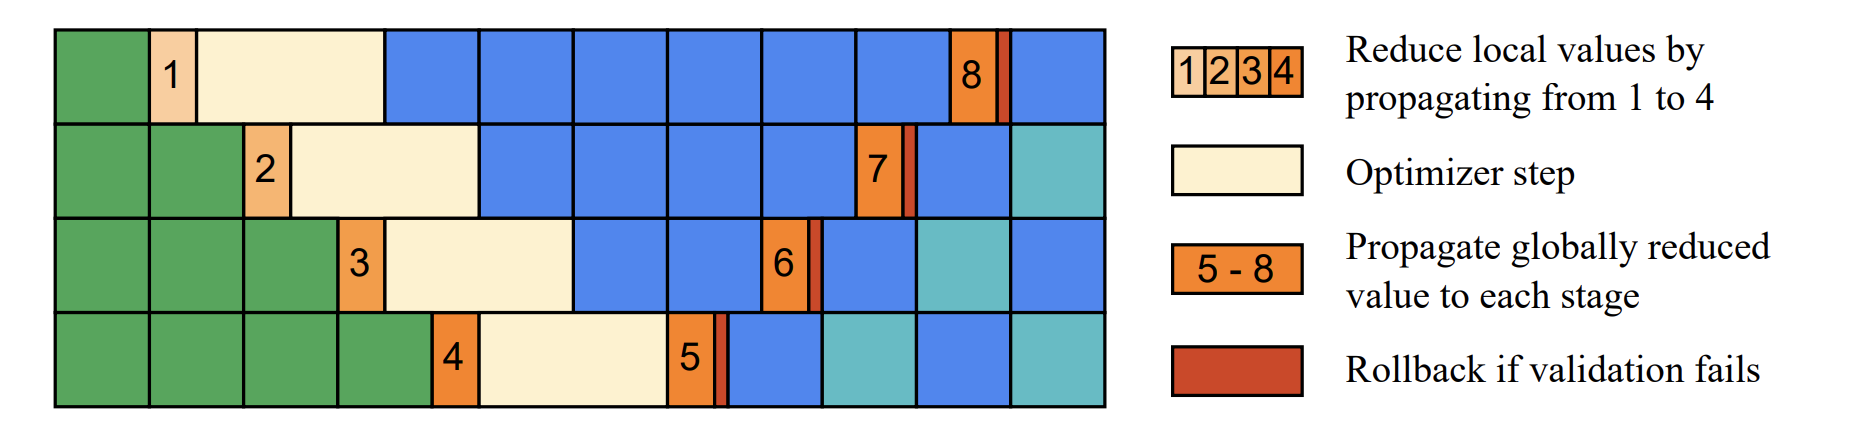 1
8
2
7
3
6
4
5
1 2 3 4
Reduce local values by
propagating from 1 to 4
Optimizer step
5 - 8
Propagate globally reduced
value to each stage
Rollback if validation fails